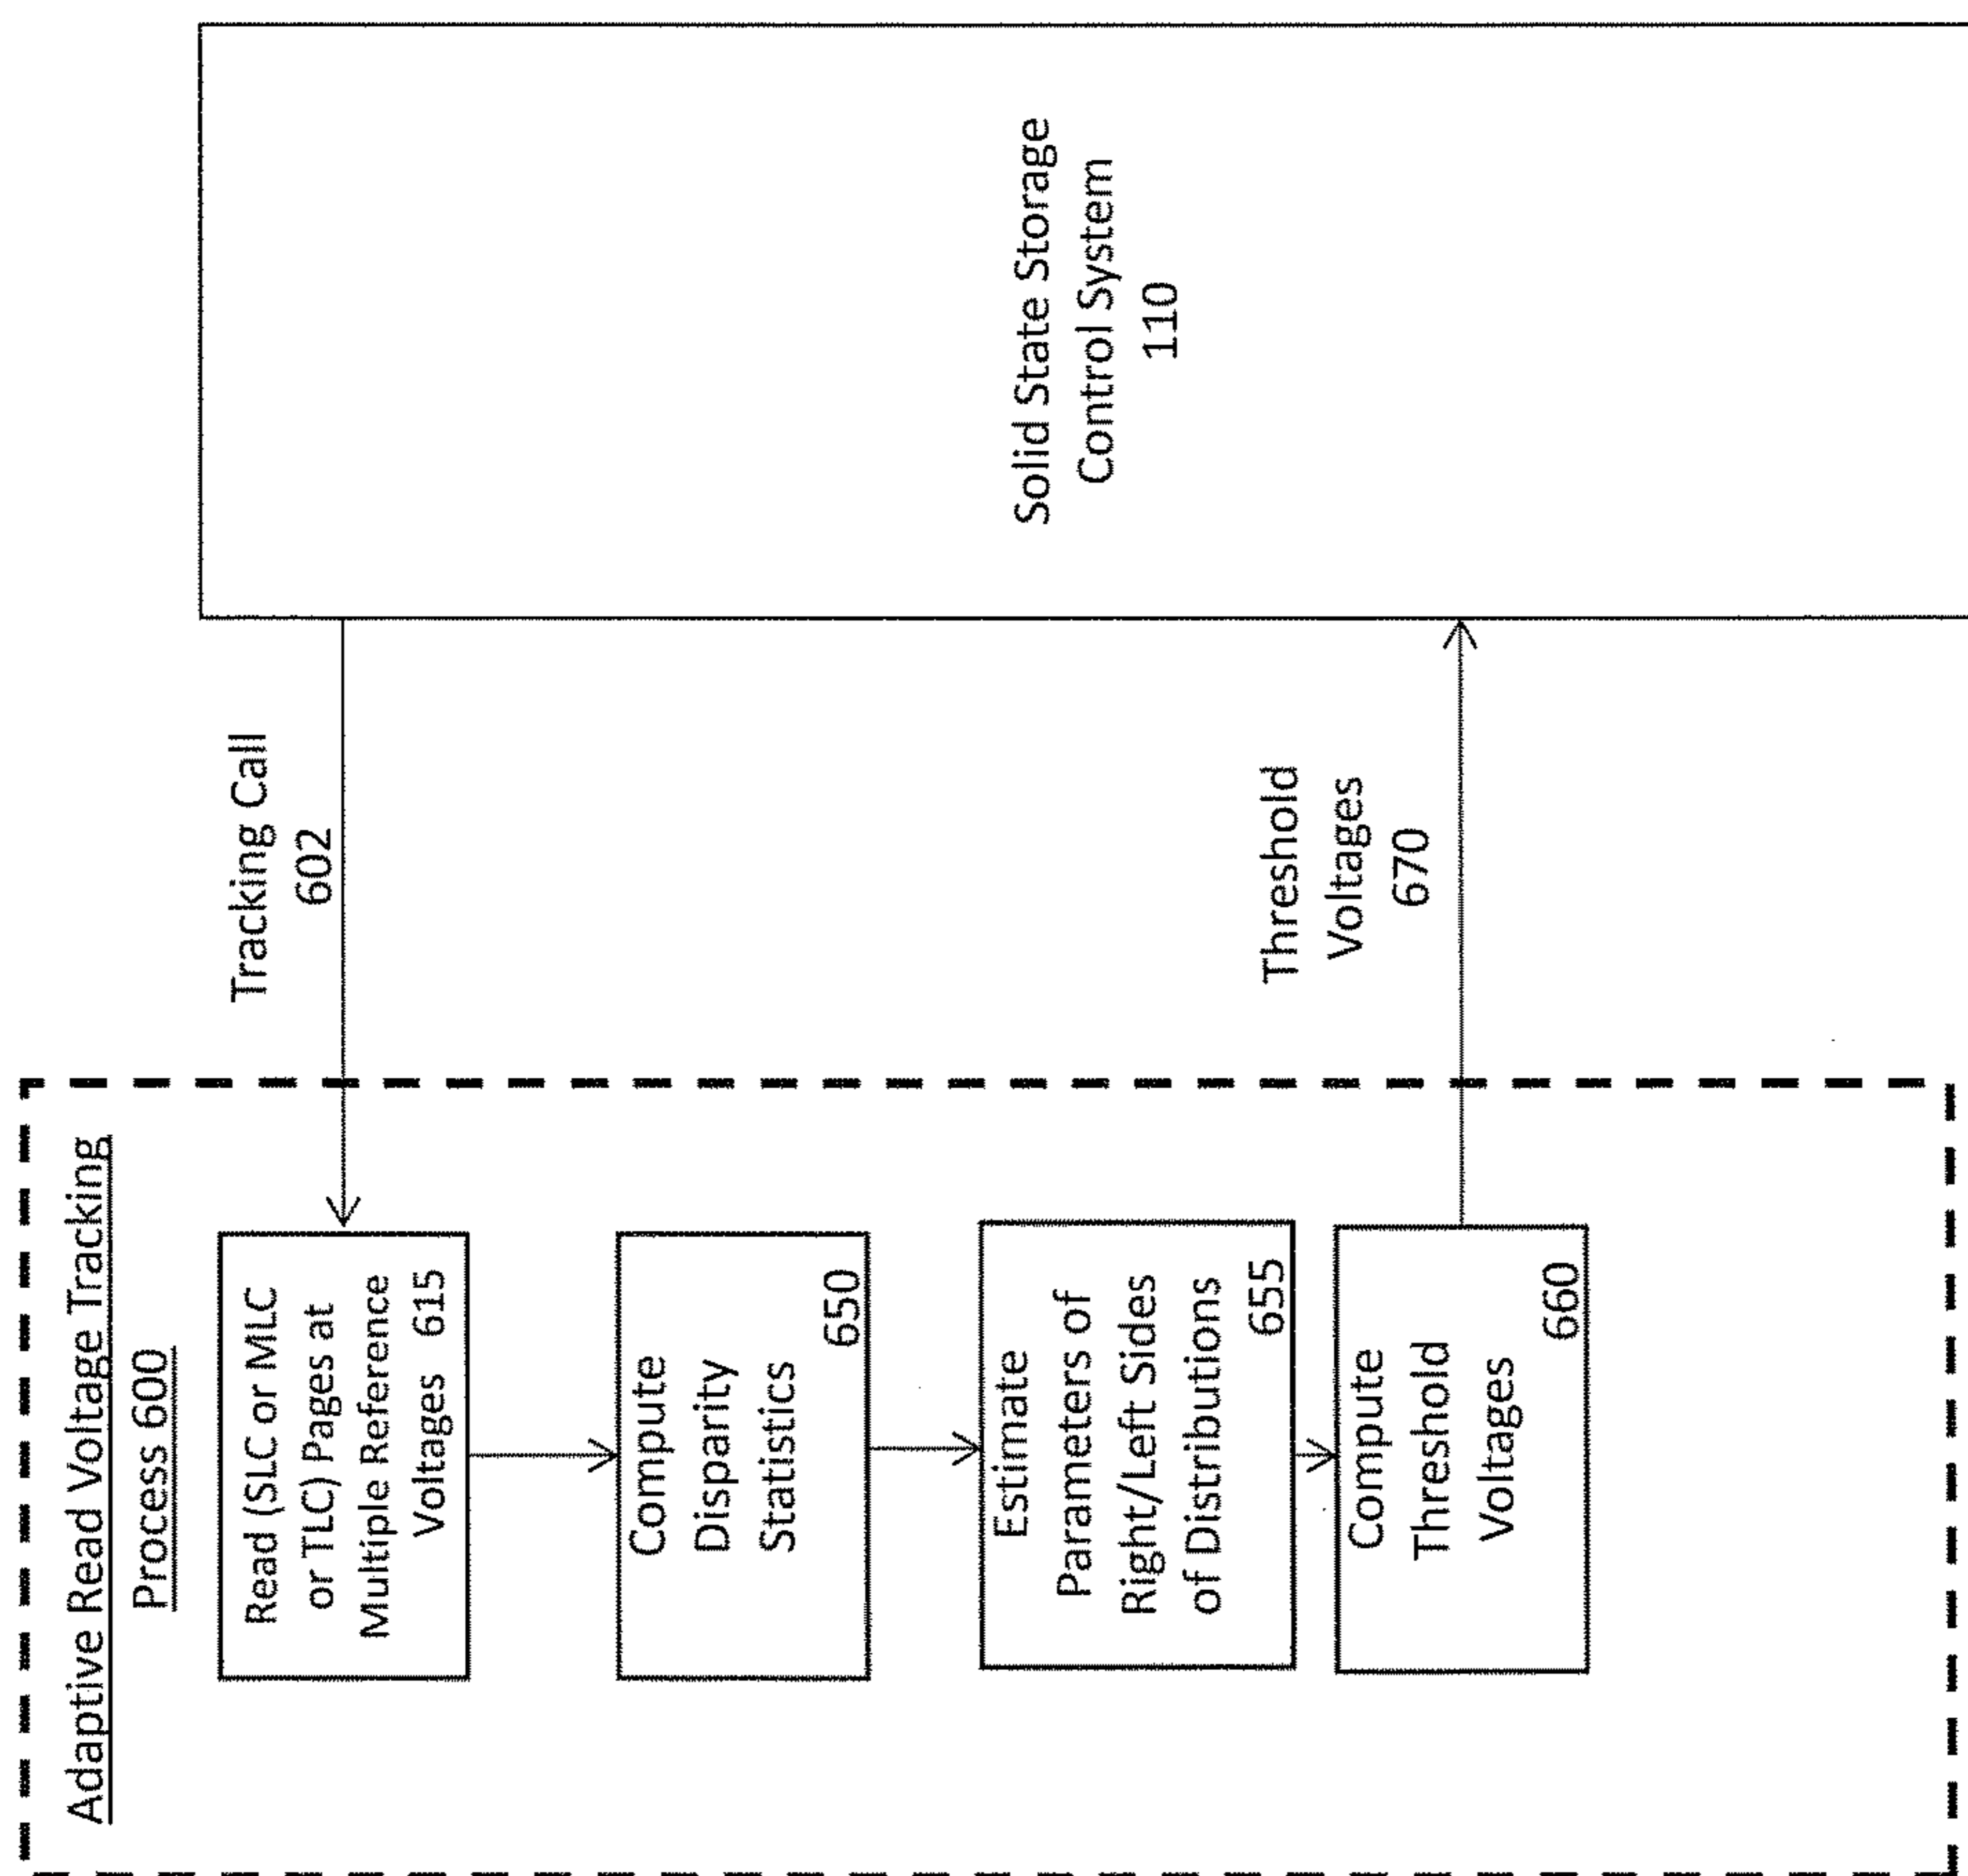 Adaptive Read Voltage Tracking
Process 600
Read (SLC or MLC
or TLC) Pages at
Multiple Reference
Voltages 615
Compute
Disparity
Statistics
650
Estimate
Parameters of
Right/Left Sides
of Distributions
655
Compute
Threshold
Voltages
660
Tracking Call
602
Threshold
Voltages
670
Solid State Storage
Control System
110